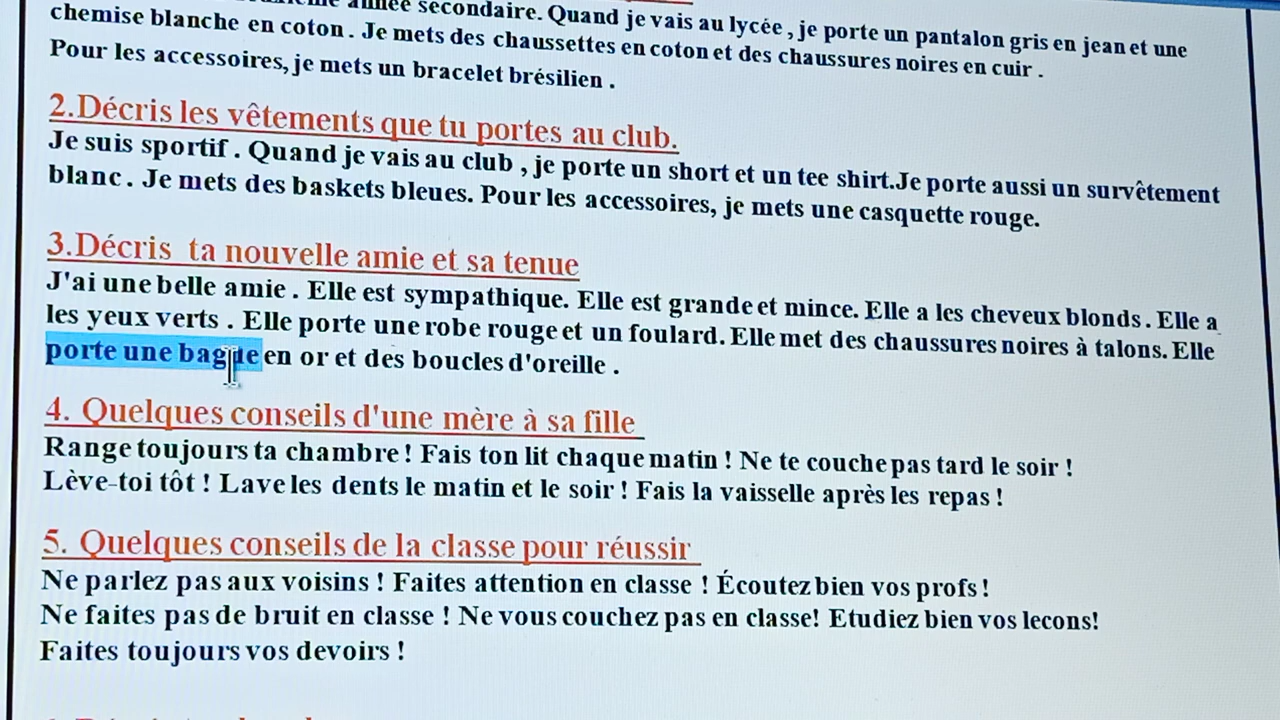 année secondaire. Quand je vais au lycée , je porte un pantalon gris en jean et une
chemise blanche en coton . Je mets des chaussettes en coton et des chaussures noires en cuir .
Pour les accessoires, je mets un bracelet brésilien .
2.Décris les vêtements que tu portes au club.
Je suis sportif . Quand je vais au club , je porte un short et un tee shirt.Je porte aussi un survêtement
blanc . Je mets des baskets bleues. Pour les accessoires, je mets une casquette rouge.
3.Décris ta nouvelle amie et sa tenue
J'ai une belle amie . Elle est sympathique. Elle est grande et mince. Elle a les cheveux blonds . Elle a
les yeux verts . Elle porte une robe rouge et un foulard. Elle met des chaussures noires à talons. Elle
porte une bague en or et des boucles d'oreille .
4. Quelques conseils d'une mère à sa fille
Range toujours ta chambre ! Fais ton lit chaque matin ! Ne te couche pas tard le soir !
Lève-toi tôt ! Lave les dents le matin et le soir ! Fais la vaisselle après les repas !
5. Quelques conseils de la classe pour réussir
Ne parlez pas aux voisins ! Faites attention en classe ! Écoutez bien vos profs !
Ne faites pas de bruit en classe ! Ne vous couchez pas en classe! Etudiez bien vos lecons!
Faites toujours vos devoirs !